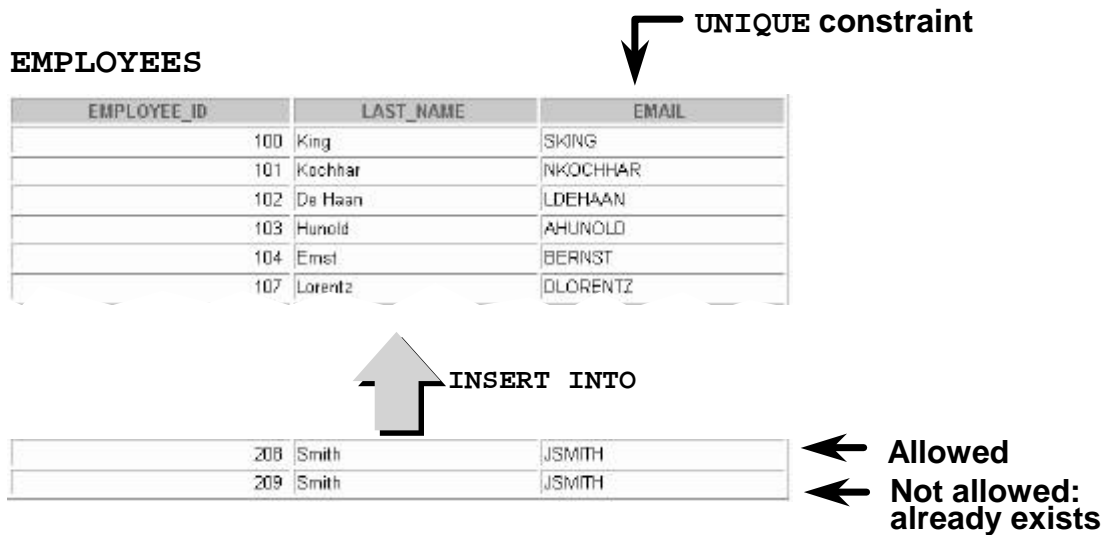 UNIQUE constraint
EMPLOYEES
EMPLOYEE_ID LAST_NAME EMAIL
100 King SKING
101 Kochhar NKOCHHAR
102 De Haan LDEHAAN
103 Hunold AHUNOLD
104 Ernst BERNST
107 Lorentz DLORENTZ
INSERT INTO
208 Smith JSMITH Allowed
209 Smith JSMITH Not allowed:
already exists